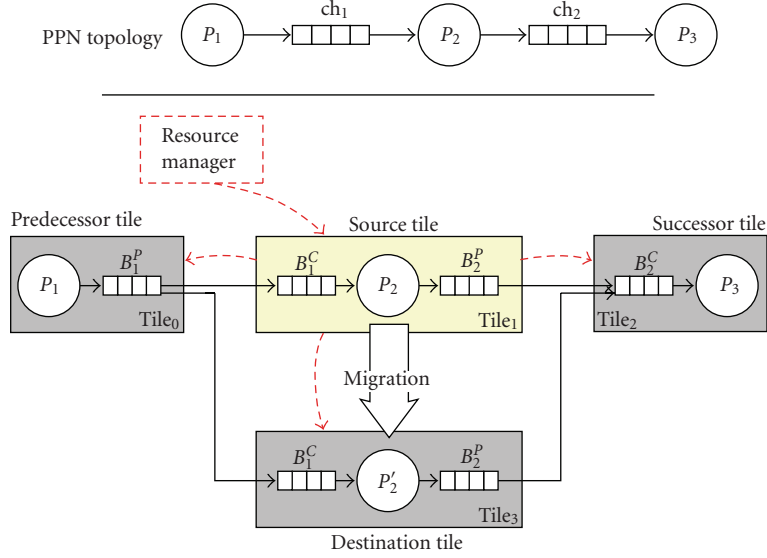 PPN topology P₁ ch₁ P₂ ch₂ P₃
Resource
manager
Predecessor tile Source tile Successor tile
P₁ B₁ᴾ B₁ᶜ P₂ B₂ᴾ B₂ᶜ P₃
Tile₀ Tile₁ Tile₂
Migration
B₁ᶜ P₂′ B₂ᴾ
Tile₃
Destination tile